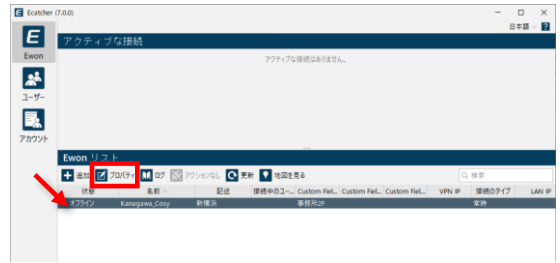 Ecatcher (7.0.0)
日本語
Ewon
ユーザー
アカウント
アクティブな接続
アクティブな接続はありません。
Ewon リスト
追加 プロパティ ログ アクションなし 更新 地図を見る 検索
状態 名前 記述 接続中のユー... Custom Fiel... Custom Fiel... Custom Fiel... VPN IP 接続のタイプ LAN IP
オフライン Kanagawa_Cosy 新横浜 事務所2F 常時